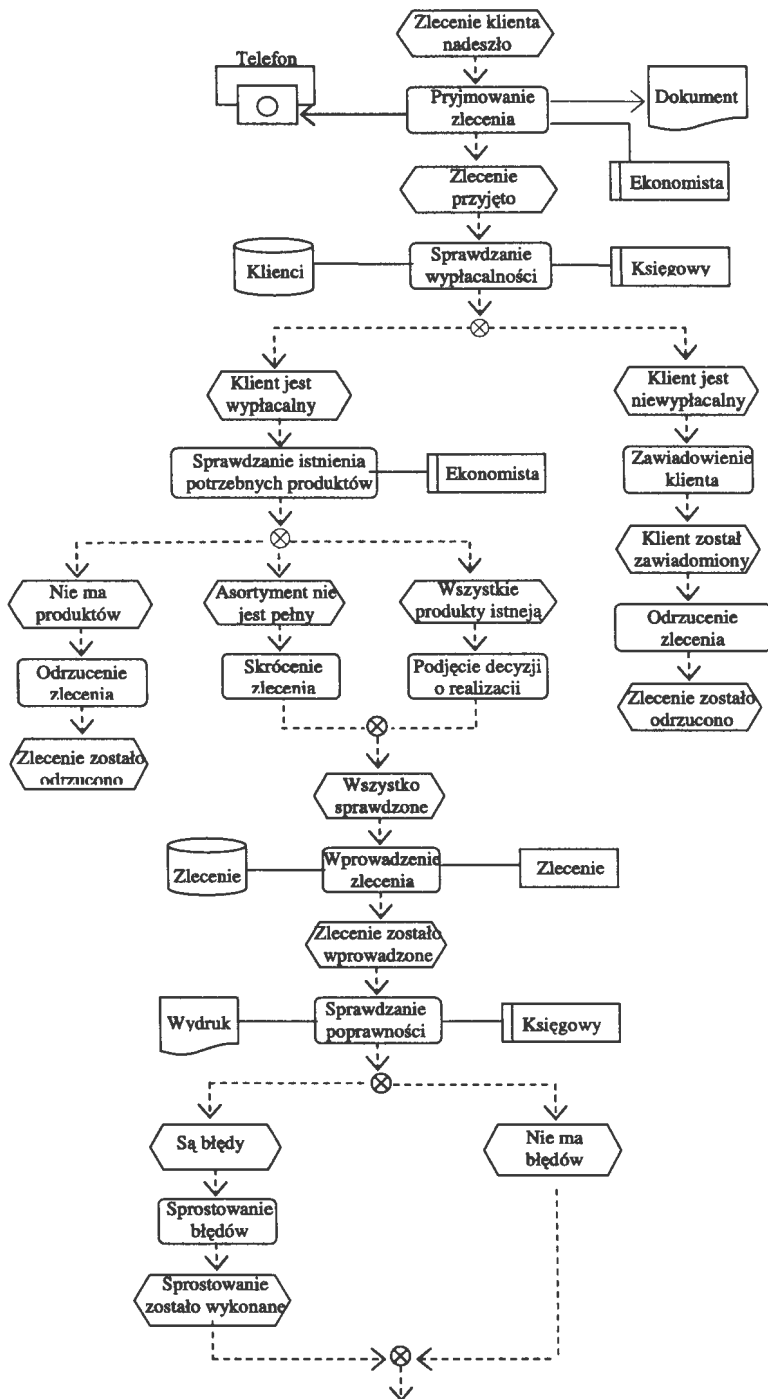 Zlecenie klienta
nadeszło
Telefon
Pryjmowanie
zlecenia
Dokument
Zlecenie
przyjęto
Ekonomista
Klienci
Sprawdzanie
wypłacalności
Księgowy
Klient jest
wypłacalny
Klient jest
niewypłacalny
Sprawdzanie istnienia
potrzebnych produktów
Ekonomista
Zawiadowienie
klienta
Klient został
zawiadomiony
Nie ma
produktów
Asortyment nie
jest pełny
Wszystkie
produkty istneją
Odrzucenie
zlecenia
Odrzucenie
zlecenia
Skrócenie
zlecenia
Podjęcie decyzji
o realizacii
Zlecenie zostało
odrzucono
Zlecenie zostało
odrzucono
Wszystko
sprawdzone
Zlecenie
Wprowadzenie
zlecenia
Zlecenie
Zlecenie zostało
wprowadzone
Wydruk
Sprawdzanie
poprawności
Księgowy
Są błędy
Nie ma
błędów
Sprostowanie
błędów
Sprostowanie
zostało wykonane